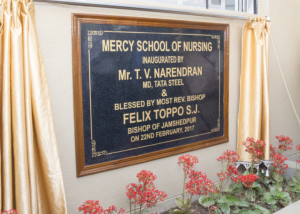 MERCY SCHOOL OF NURSING
INAUGURATED BY
Mr. T. V. NARENDRAN
MD, TATA STEEL
&
BLESSED BY MOST REV. BISHOP
FELIX TOPPO S.J.
BISHOP OF JAMSHEDPUR
ON 22ND FEBRUARY, 2017